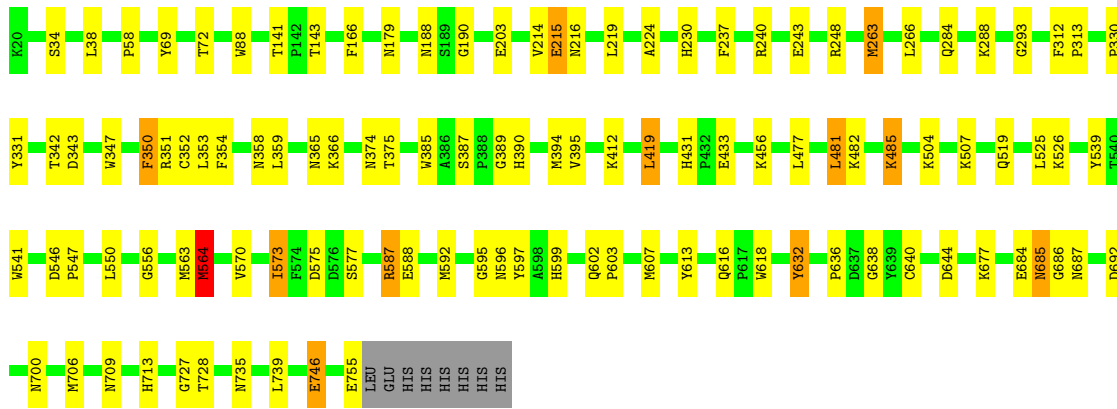 K20 S34 L38 P58 Y69 T72 W88 T141 P142 T143 F166 N179 N188 S189 G190 E203 V214 E215 N216 L219 A224 H230 F237 R240 E243 R248 M263 L266 Q284 K288 G293 F312 P313 P330
Y331 T342 D343 W347 F350 R351 C352 L353 F354 N358 L359 N365 K366 N374 T375 W385 A386 S387 P388 G389 H390 M394 V395 K412 L419 H431 P432 E433 K456 L477 L481 K482 K485 K504 K507 Q519 L525 K526 Y539 T540
W541 D546 P547 L550 G556 M563 M564 V570 I573 F574 D575 D576 S577 R587 E588 M592 G595 N596 Y597 A598 H599 Q602 P603 M607 Y613 Q616 P617 W618 Y632 P636 D637 G638 Y639 G640 D644 K677 E684 N685 G686 N687 D692
N700 M706 N709 H713 G727 T728 N735 L739 E746 E755 LEU GLU HIS HIS HIS HIS HIS HIS